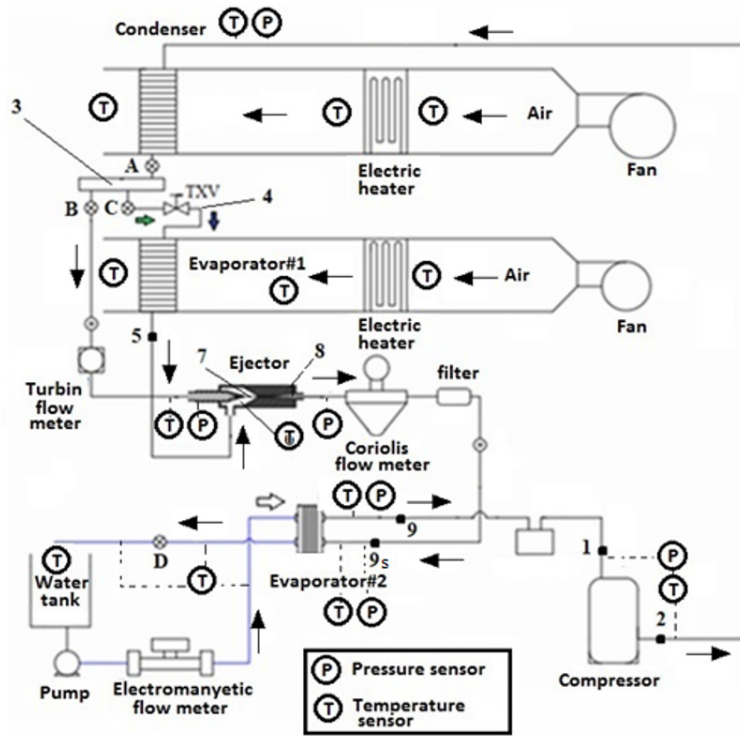 Condenser
T
P
3
T
T
T
Air
Fan
Electric
heater
A
B
C
TXV
4
T
Evaporator#1
T
T
Air
Fan
Electric
heater
5
7
8
Ejector
filter
Turbin
flow
meter
T
P
T
P
Coriolis
flow meter
T
P
9
9s
D
T
Water
tank
T
Evaporator#2
T
P
1
P
T
2
Pump
Electromanyetic
flow meter
Compressor
P
Pressure sensor
T
Temperature
sensor